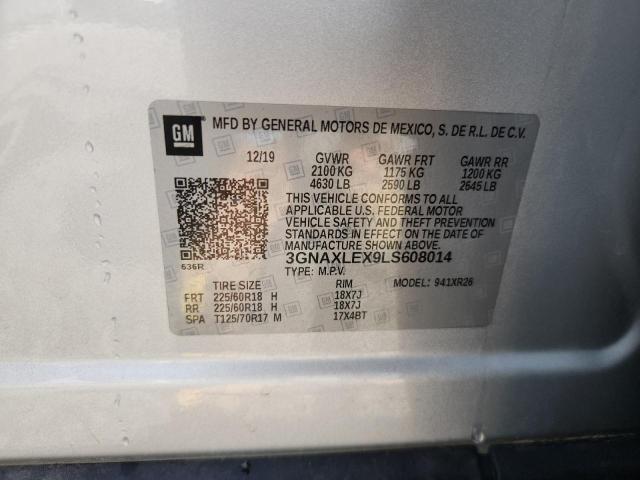 GM MFD BY GENERAL MOTORS DE MEXICO, S. DE R.L. DE C.V.
12/19 GVWR GAWR FRT GAWR RR
2100 KG 1175 KG 1200 KG
4630 LB 2590 LB 2645 LB
THIS VEHICLE CONFORMS TO ALL
APPLICABLE U.S. FEDERAL MOTOR
VEHICLE SAFETY AND THEFT PREVENTION
STANDARDS IN EFFECT ON THE DATE OF
MANUFACTURE SHOWN ABOVE.
636R 3GNAXLEX9LS608014
TYPE: M.P.V. MODEL: 941XR26
TIRE SIZE RIM
FRT 225/60R18 H 18X7J
RR 225/60R18 H 18X7J
SPA T125/70R17 M 17X4BT